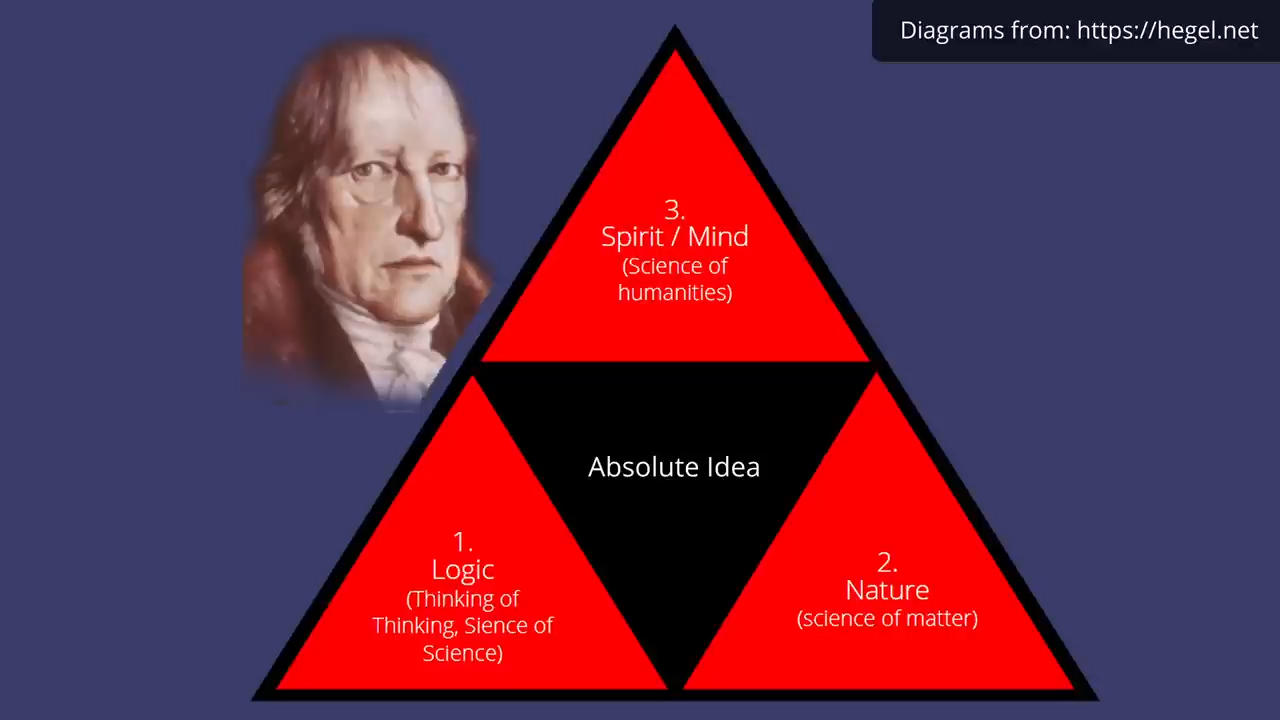 Diagrams from: https://hegel.net
3.
Spirit / Mind
(Science of
humanities)
Absolute Idea
1.
Logic
(Thinking of
Thinking, Sience of
Science)
2.
Nature
(science of matter)